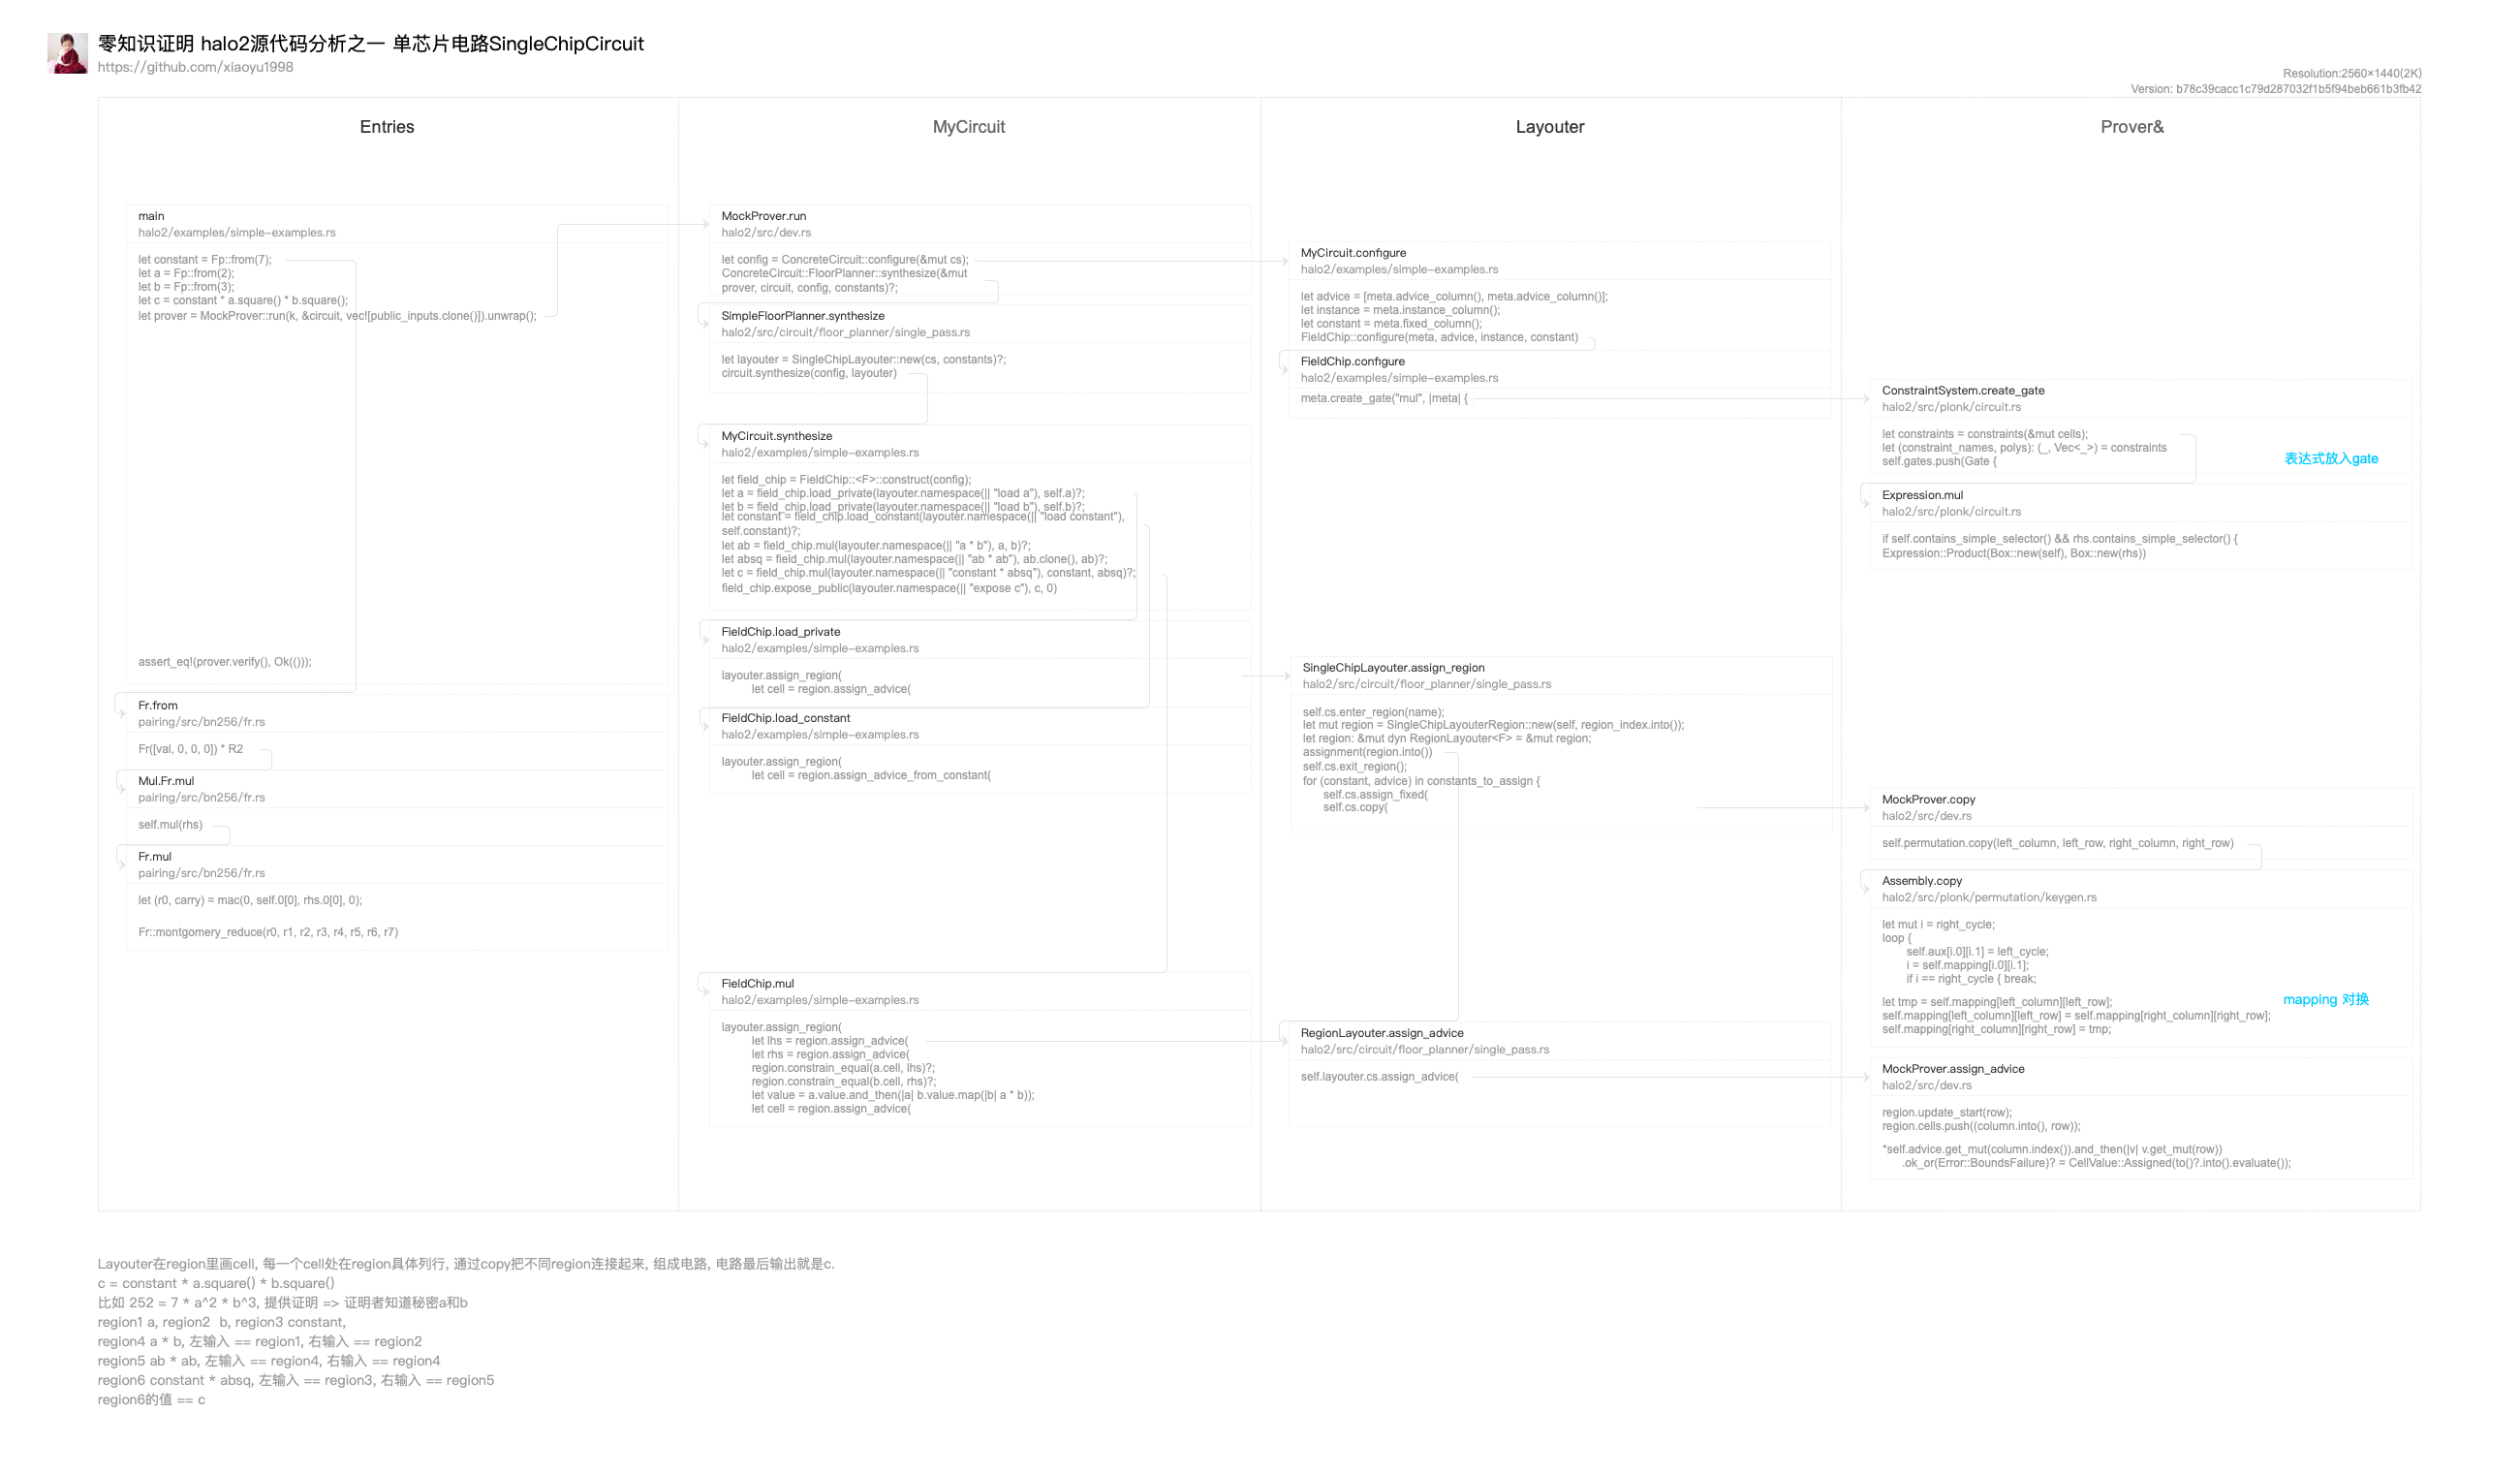 零知识证明 halo2源代码分析之一 单芯片电路SingleChipCircuit
https://github.com/xiaoyu1998
Resolution:2560×1440(2K)
Version: b78c39cacc1c79d287032f1b5f94beb661b3fb42
Entries
main
halo2/examples/simple-examples.rs
let constant = Fp::from(7);
let a = Fp::from(2);
let b = Fp::from(3);
let c = constant * a.square() * b.square();
let prover = MockProver::run(k, &circuit, vec![public_inputs.clone()]).unwrap();
assert_eq!(prover.verify(), Ok(()));
Fr.from
pairing/src/bn256/fr.rs
Fr([val, 0, 0, 0]) * R2
Mul.Fr.mul
pairing/src/bn256/fr.rs
self.mul(rhs)
Fr.mul
pairing/src/bn256/fr.rs
let (r0, carry) = mac(0, self.0[0], rhs.0[0], 0);
Fr::montgomery_reduce(r0, r1, r2, r3, r4, r5, r6, r7)
MyCircuit
MockProver.run
halo2/src/dev.rs
let config = ConcreteCircuit::configure(&mut cs);
ConcreteCircuit::FloorPlanner::synthesize(&mut
prover, circuit, config, constants)?;
SimpleFloorPlanner.synthesize
halo2/src/circuit/floor_planner/single_pass.rs
let layouter = SingleChipLayouter::new(cs, constants)?;
circuit.synthesize(config, layouter)
MyCircuit.synthesize
halo2/examples/simple-examples.rs
let field_chip = FieldChip::<F>::construct(config);
let a = field_chip.load_private(layouter.namespace(|| "load a"), self.a)?;
let b = field_chip.load_private(layouter.namespace(|| "load b"), self.b)?;
let constant = field_chip.load_constant(layouter.namespace(|| "load constant"),
self.constant)?;
let ab = field_chip.mul(layouter.namespace(|| "a * b"), a, b)?;
let absq = field_chip.mul(layouter.namespace(|| "ab * ab"), ab.clone(), ab)?;
let c = field_chip.mul(layouter.namespace(|| "constant * absq"), constant, absq)?;
field_chip.expose_public(layouter.namespace(|| "expose c"), c, 0)
FieldChip.load_private
halo2/examples/simple-examples.rs
layouter.assign_region(
let cell = region.assign_advice(
FieldChip.load_constant
halo2/examples/simple-examples.rs
layouter.assign_region(
let cell = region.assign_advice_from_constant(
FieldChip.mul
halo2/examples/simple-examples.rs
layouter.assign_region(
let lhs = region.assign_advice(
let rhs = region.assign_advice(
region.constrain_equal(a.cell, lhs)?;
region.constrain_equal(b.cell, rhs)?;
let value = a.value.and_then(|a| b.value.map(|b| a * b));
let cell = region.assign_advice(
Layouter
MyCircuit.configure
halo2/examples/simple-examples.rs
let advice = [meta.advice_column(), meta.advice_column()];
let instance = meta.instance_column();
let constant = meta.fixed_column();
FieldChip::configure(meta, advice, instance, constant)
FieldChip.configure
halo2/examples/simple-examples.rs
meta.create_gate("mul", |meta| {
SingleChipLayouter.assign_region
halo2/src/circuit/floor_planner/single_pass.rs
self.cs.enter_region(name);
let mut region = SingleChipLayouterRegion::new(self, region_index.into());
let region: &mut dyn RegionLayouter<F> = &mut region;
assignment(region.into())
self.cs.exit_region();
for (constant, advice) in constants_to_assign {
self.cs.assign_fixed(
self.cs.copy(
RegionLayouter.assign_advice
halo2/src/circuit/floor_planner/single_pass.rs
self.layouter.cs.assign_advice(
Prover&
ConstraintSystem.create_gate
halo2/src/plonk/circuit.rs
let constraints = constraints(&mut cells);
let (constraint_names, polys): (_, Vec<_>) = constraints
self.gates.push(Gate {
表达式放入gate
Expression.mul
halo2/src/plonk/circuit.rs
if self.contains_simple_selector() && rhs.contains_simple_selector() {
Expression::Product(Box::new(self), Box::new(rhs))
MockProver.copy
halo2/src/dev.rs
self.permutation.copy(left_column, left_row, right_column, right_row)
Assembly.copy
halo2/src/plonk/permutation/keygen.rs
let mut i = right_cycle;
loop {
self.aux[i.0][i.1] = left_cycle;
i = self.mapping[i.0][i.1];
if i == right_cycle { break;
let tmp = self.mapping[left_column][left_row];
self.mapping[left_column][left_row] = self.mapping[right_column][right_row];
self.mapping[right_column][right_row] = tmp;
mapping 对换
MockProver.assign_advice
halo2/src/dev.rs
region.update_start(row);
region.cells.push((column.into(), row));
*self.advice.get_mut(column.index()).and_then(|v| v.get_mut(row))
.ok_or(Error::BoundsFailure)? = CellValue::Assigned(to()?.into().evaluate());
Layouter在region里画cell, 每一个cell处在region具体列行, 通过copy把不同region连接起来, 组成电路, 电路最后输出就是c.
c = constant * a.square() * b.square()
比如 252 = 7 * a^2 * b^3, 提供证明 => 证明者知道秘密a和b
region1 a, region2 b, region3 constant,
region4 a * b, 左输入 == region1, 右输入 == region2
region5 ab * ab, 左输入 == region4, 右输入 == region4
region6 constant * absq, 左输入 == region3, 右输入 == region5
region6的值 == c